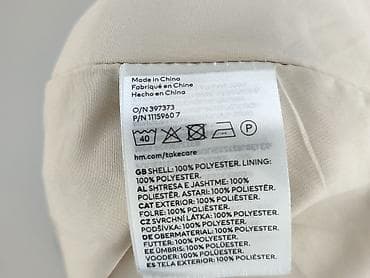 Made in China
Fabriqué en Chine
Hecho en China
O/N 397373
P/N 1115960 7
40 P
hm.com/takecare
GB SHELL: 100% POLYESTER. LINING:
100% POLYESTER.
AL SHTRESA E JASHTME: 100%
POLIESTËR. ASTARI: POLIESTËR.
CAT EXTERIOR: 100% POLIÈSTER.
FOLRE: 100% POLIÈSTER.
CZ SVRCHNÍ LÁTKA: 100% POLYESTER.
PODŠÍVKA: 100% POLYESTER.
DE OBERMATERIAL: 100% POLYESTER.
FUTTER: 100% POLYESTER.
EE ÜMBRIS: 100% POLÜESTER.
VOODER: 100% POLÜESTER.
ES TELA EXTERIOR: 100% POLIÉSTER.